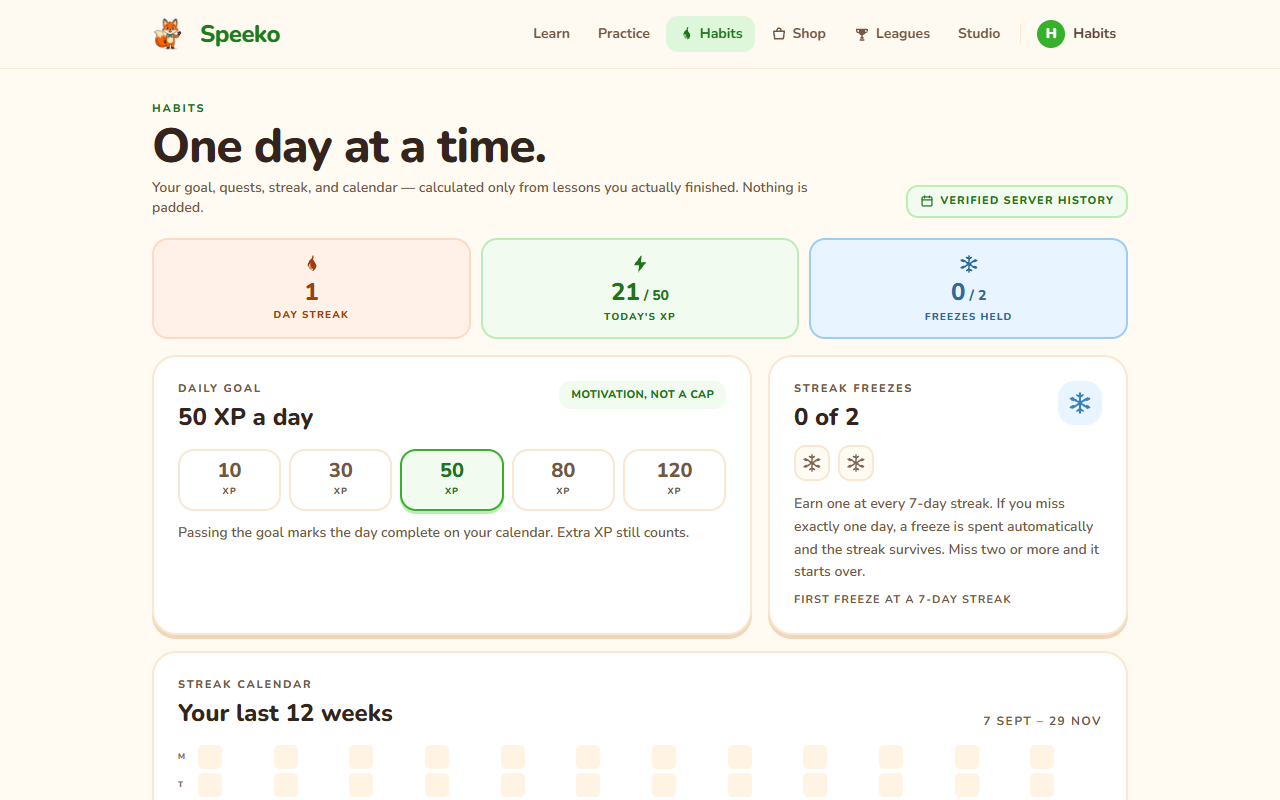 Speeko
Learn
Practice
Habits
Shop
Leagues
Studio
H
Habits
HABITS
One day at a time.
Your goal, quests, streak, and calendar — calculated only from lessons you actually finished. Nothing is
padded.
VERIFIED SERVER HISTORY
1
DAY STREAK
21 / 50
TODAY'S XP
0 / 2
FREEZES HELD
DAILY GOAL
50 XP a day
MOTIVATION, NOT A CAP
10
XP
30
XP
50
XP
80
XP
120
XP
Passing the goal marks the day complete on your calendar. Extra XP still counts.
STREAK FREEZES
0 of 2
Earn one at every 7-day streak. If you miss
exactly one day, a freeze is spent automatically
and the streak survives. Miss two or more and it
starts over.
FIRST FREEZE AT A 7-DAY STREAK
STREAK CALENDAR
Your last 12 weeks
7 SEPT – 29 NOV
M
T